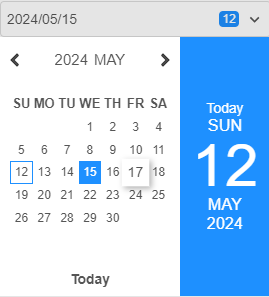 2024/05/15 12
2024 MAY
SU MO TU WE TH FR SA
1 2 3 4
5 6 7 8 9 10 11
12 13 14 15 16 17 18
19 20 21 22 23 24 25
26 27 28 29 30
Today
Today
SUN
12
MAY
2024